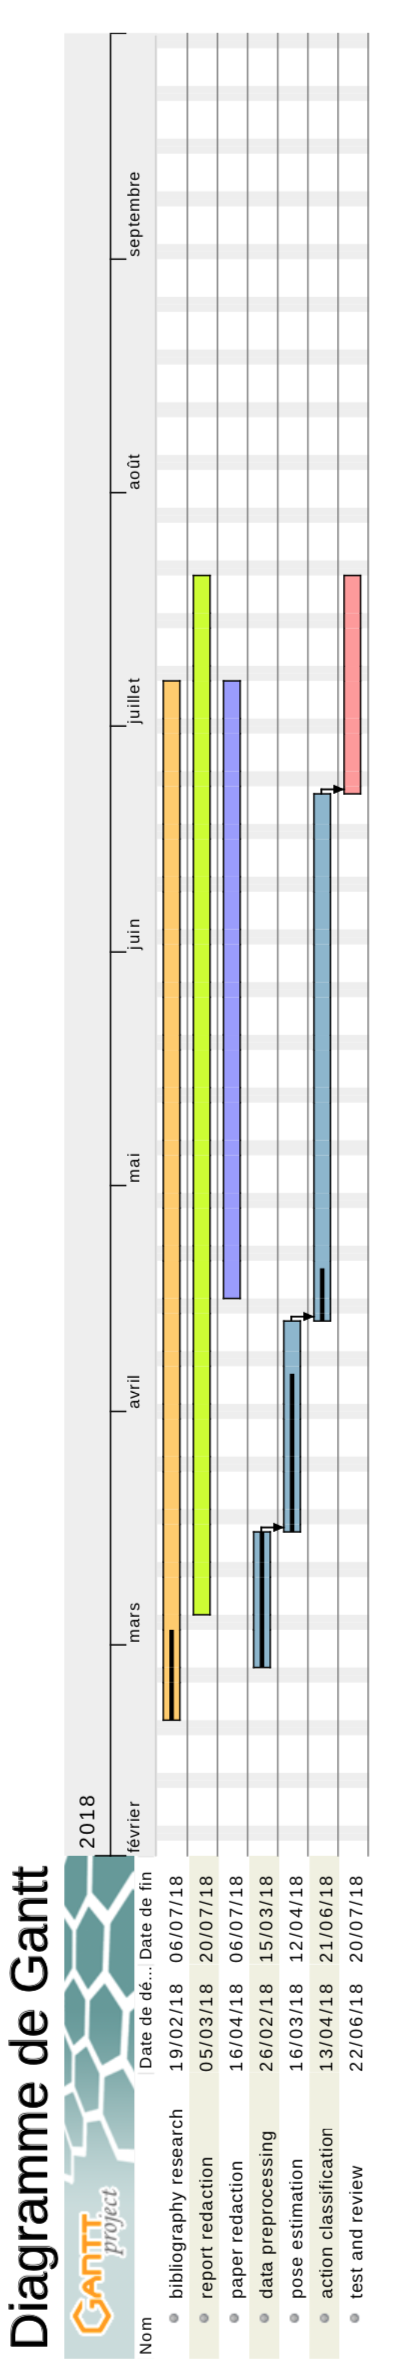 Diagramme de Gantt
GANTT
project
2018
Nom Date de dé... Date de fin février mars avril mai juin juillet août septembre
bibliography research 19/02/18 06/07/18
report redaction 05/03/18 20/07/18
paper redaction 16/04/18 06/07/18
data preprocessing 26/02/18 15/03/18
pose estimation 16/03/18 12/04/18
action classification 13/04/18 21/06/18
test and review 22/06/18 20/07/18